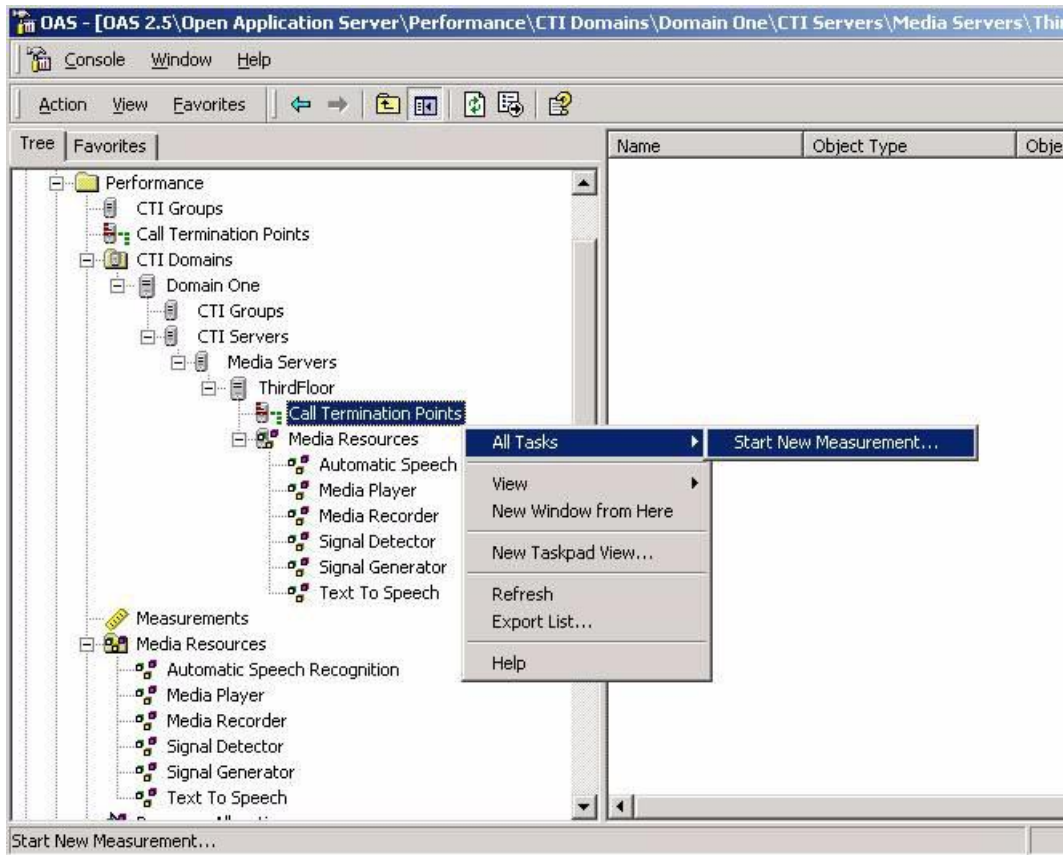 OAS - [OAS 2.5\Open Application Server\Performance\CTI Domains\Domain One\CTI Servers\Media Servers\Thi
Console Window Help
Action View Favorites
Tree Favorites
Name Object Type Obje
Performance
CTI Groups
Call Termination Points
CTI Domains
Domain One
CTI Groups
CTI Servers
Media Servers
ThirdFloor
Call Termination Points
Media Resources
Automatic Speech
Media Player
Media Recorder
Signal Detector
Signal Generator
Text To Speech
All Tasks
Start New Measurement...
View
New Window from Here
New Taskpad View...
Refresh
Export List...
Help
Measurements
Media Resources
Automatic Speech Recognition
Media Player
Media Recorder
Signal Detector
Signal Generator
Text To Speech
Start New Measurement...